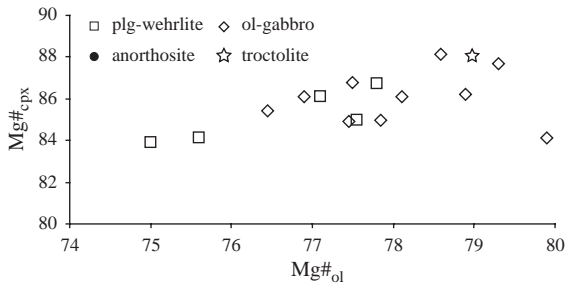 90
□ plg-wehrlite ◇ ol-gabbro
88
● anorthosite ☆ troctolite
86
84
82
80
Mg#cpx
74 75 76 77 78 79 80
Mg#ol